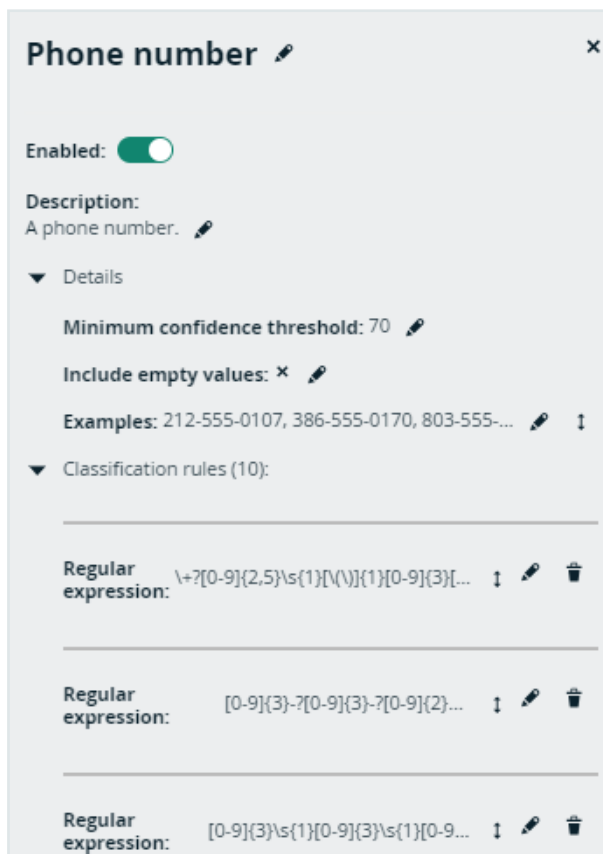 Phone number
Enabled:
Description:
A phone number.
Details
Minimum confidence threshold: 70
Include empty values: ×
Examples: 212-555-0107, 386-555-0170, 803-555-...
Classification rules (10):
Regular expression: \+?[0-9]{2,5}\s{1}[\(\)]{1}[0-9]{3}[...
Regular expression: [0-9]{3}-?[0-9]{3}-?[0-9]{2}...
Regular expression: [0-9]{3}\s{1}[0-9]{3}\s{1}[0-9...